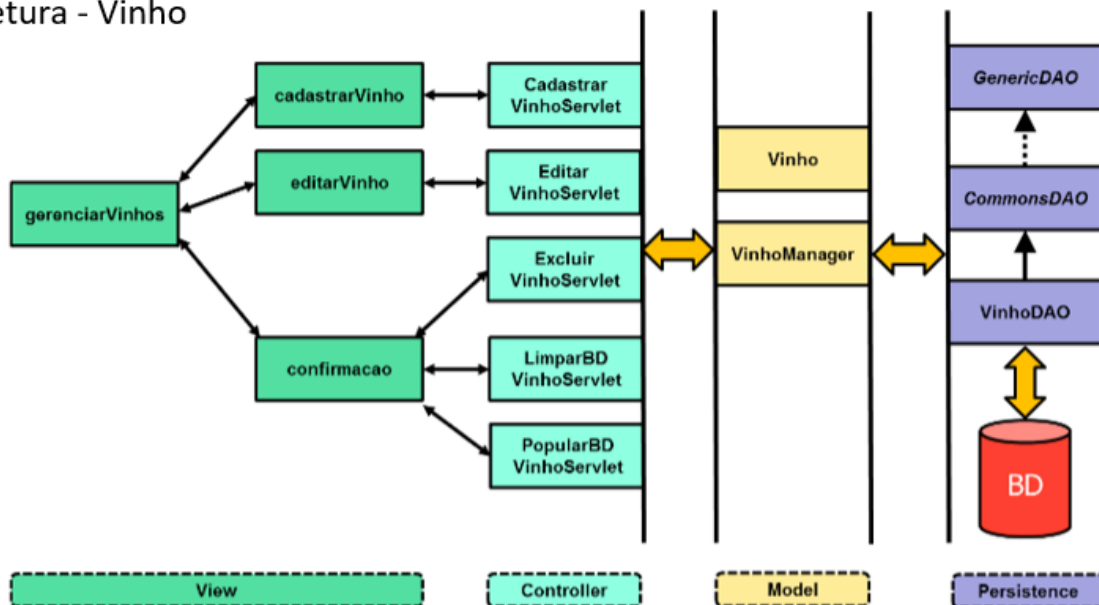 etura - Vinho
cadastrarVinho
Cadastrar
VinhoServlet
GenericDAO
Vinho
editarVinho
Editar
VinhoServlet
CommonsDAO
gerenciarVinhos
Excluir
VinhoServlet
VinhoManager
VinhoDAO
confirmacao
LimparBD
VinhoServlet
PopularBD
VinhoServlet
BD
View
Controller
Model
Persistence